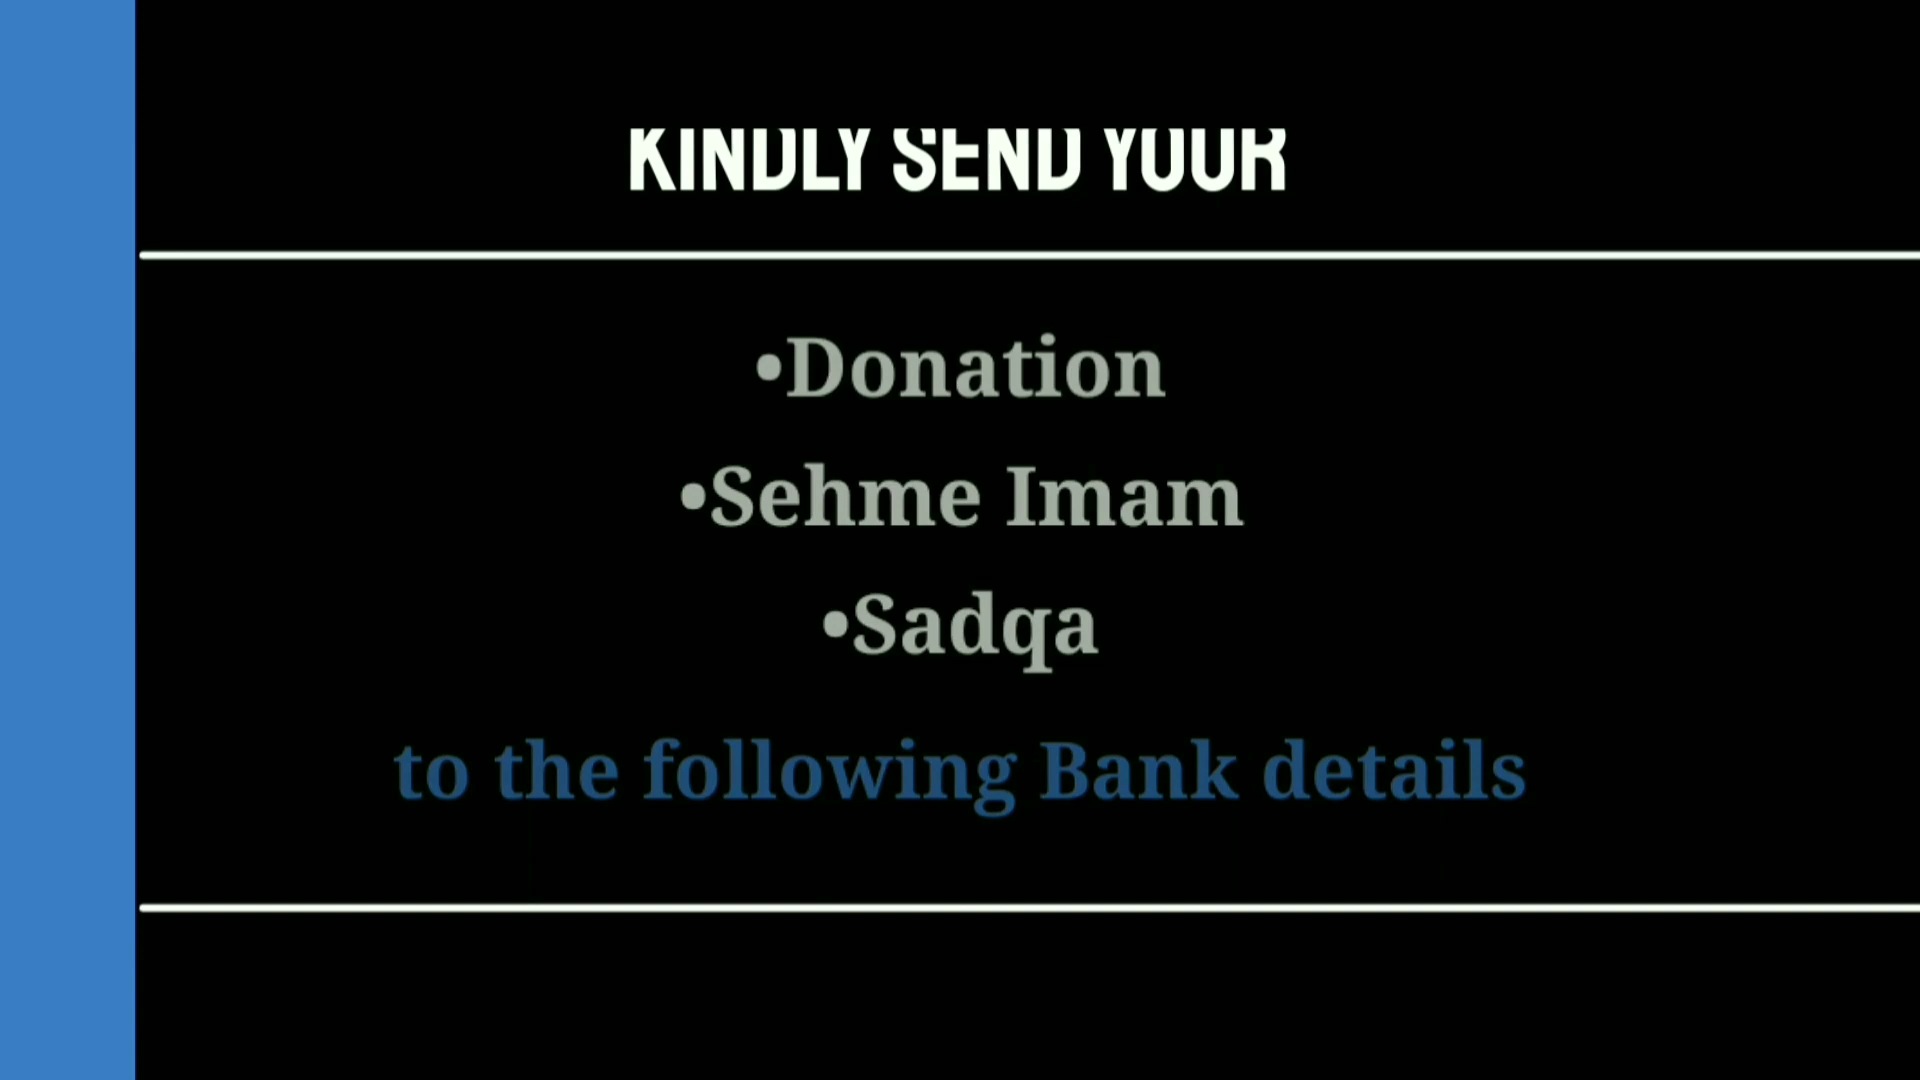 KINDLY SEND YOUR
•Donation
•Sehme Imam
•Sadqa
to the following Bank details